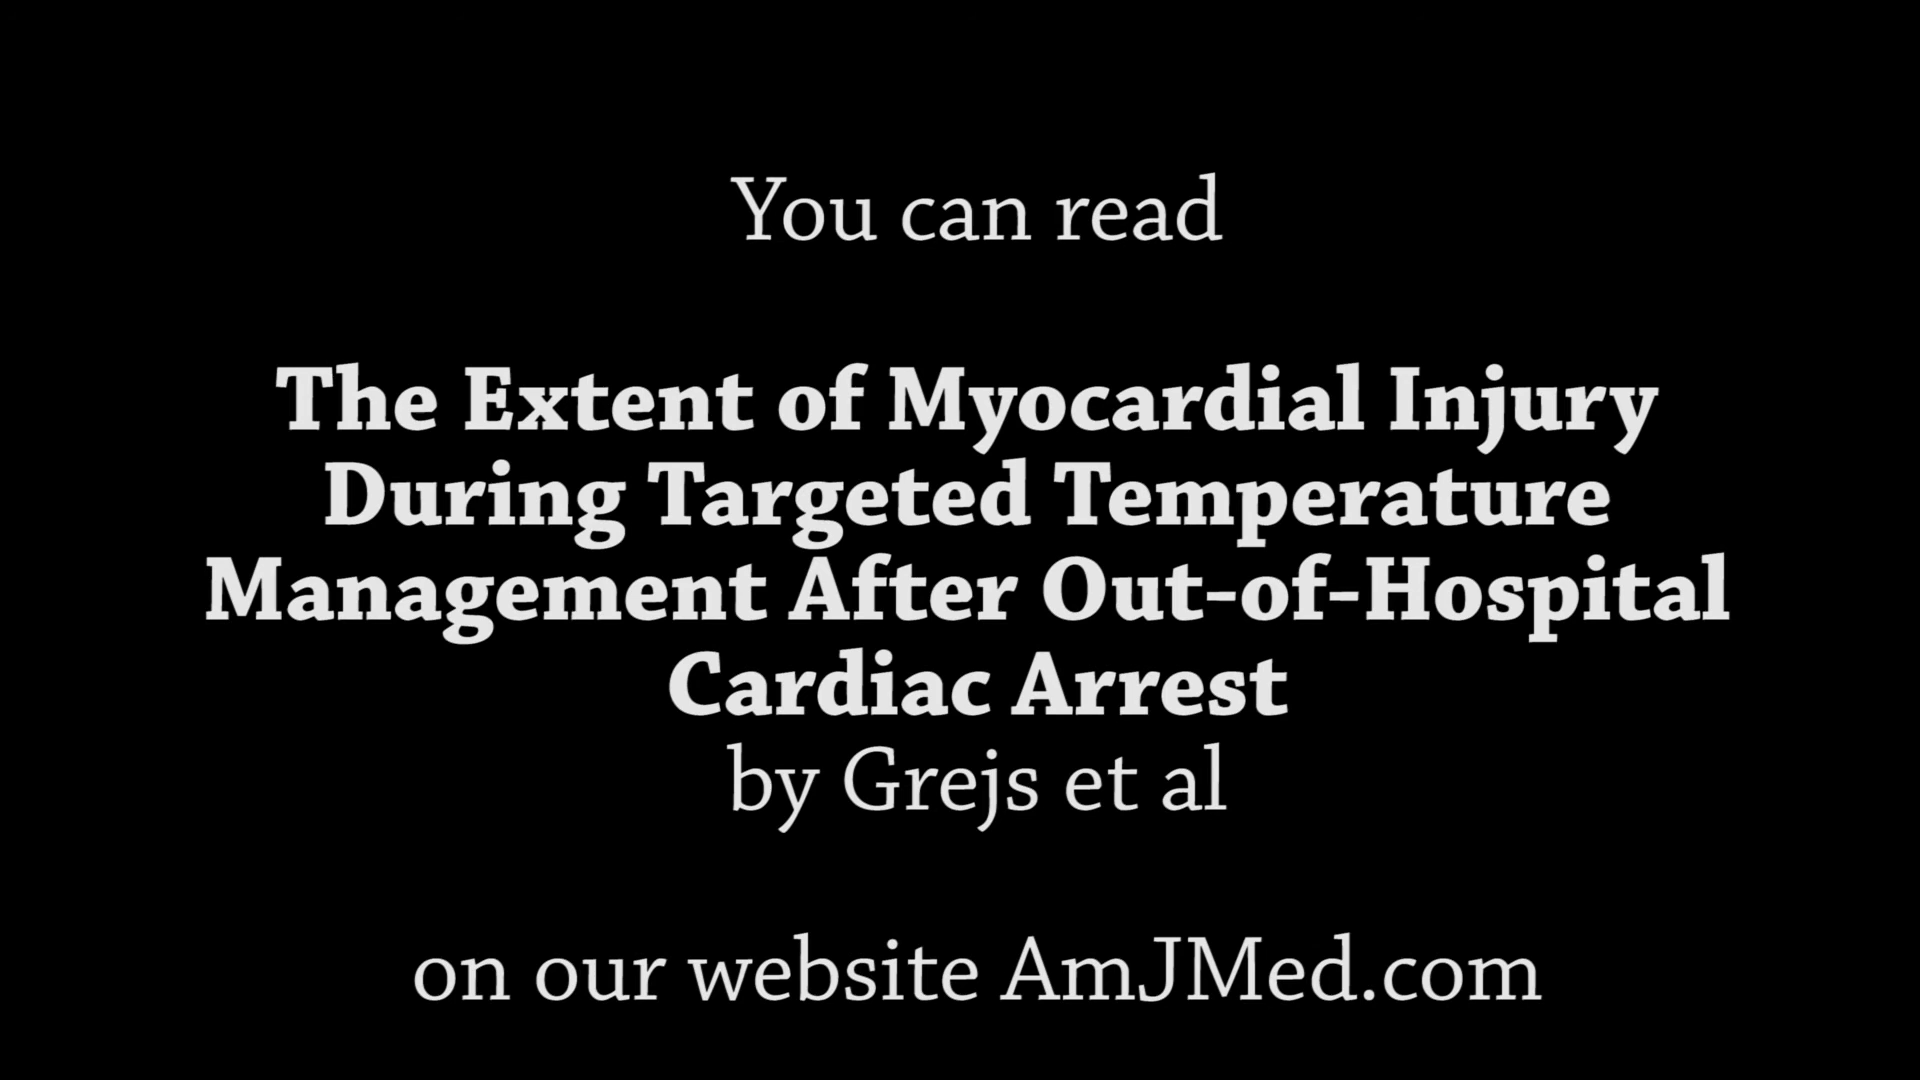 You can read
The Extent of Myocardial Injury
During Targeted Temperature
Management After Out-of-Hospital
Cardiac Arrest
by Grejs et al
on our website AmJMed.com